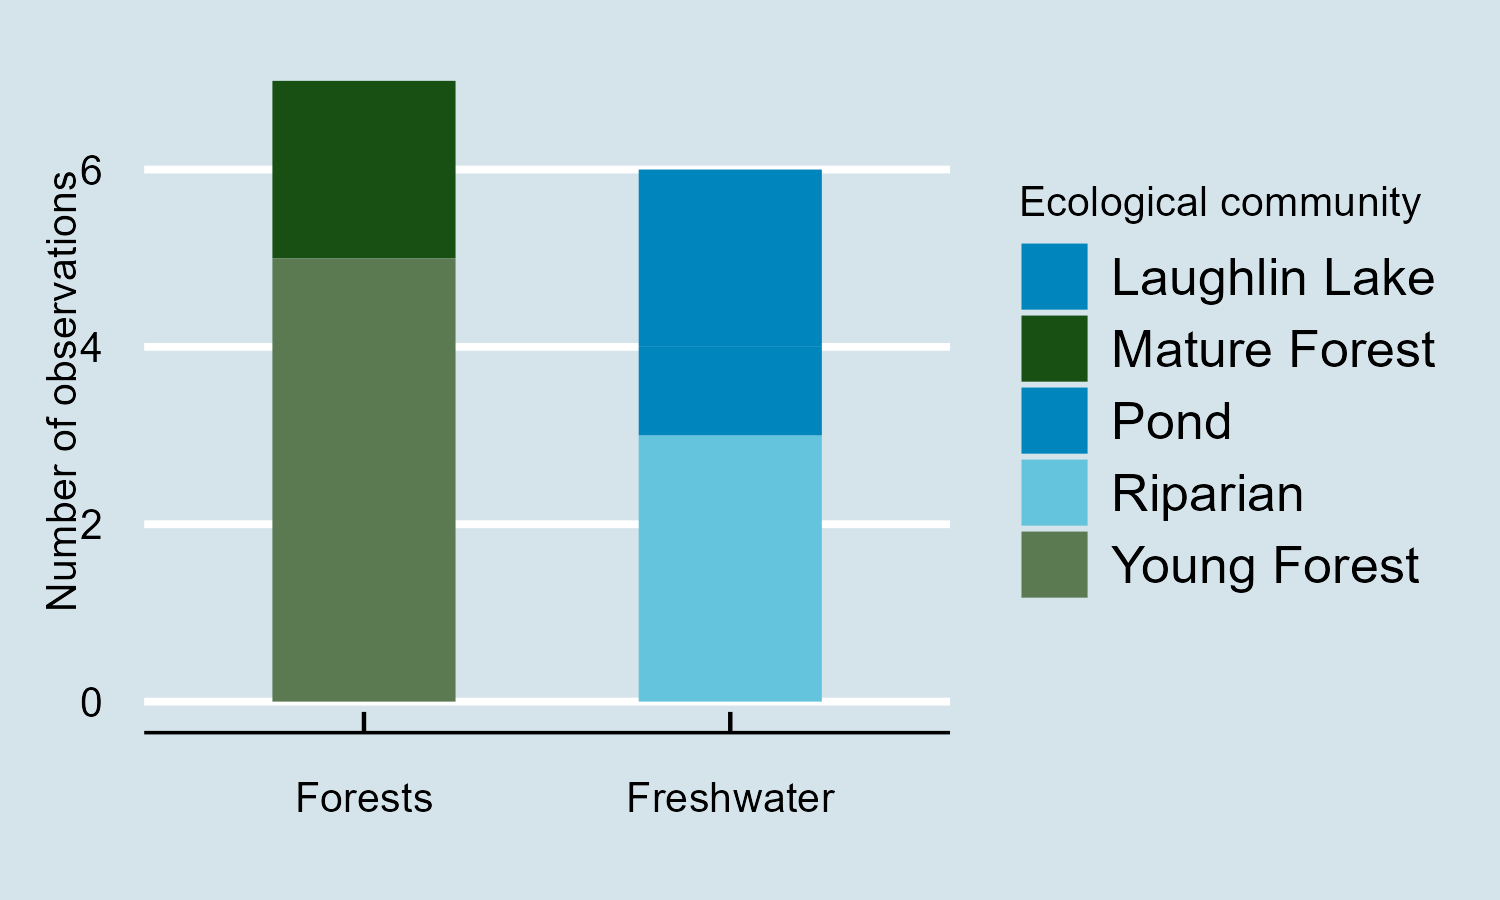 Number of observations
6
4
2
0
Forests
Freshwater
Ecological community
Laughlin Lake
Mature Forest
Pond
Riparian
Young Forest